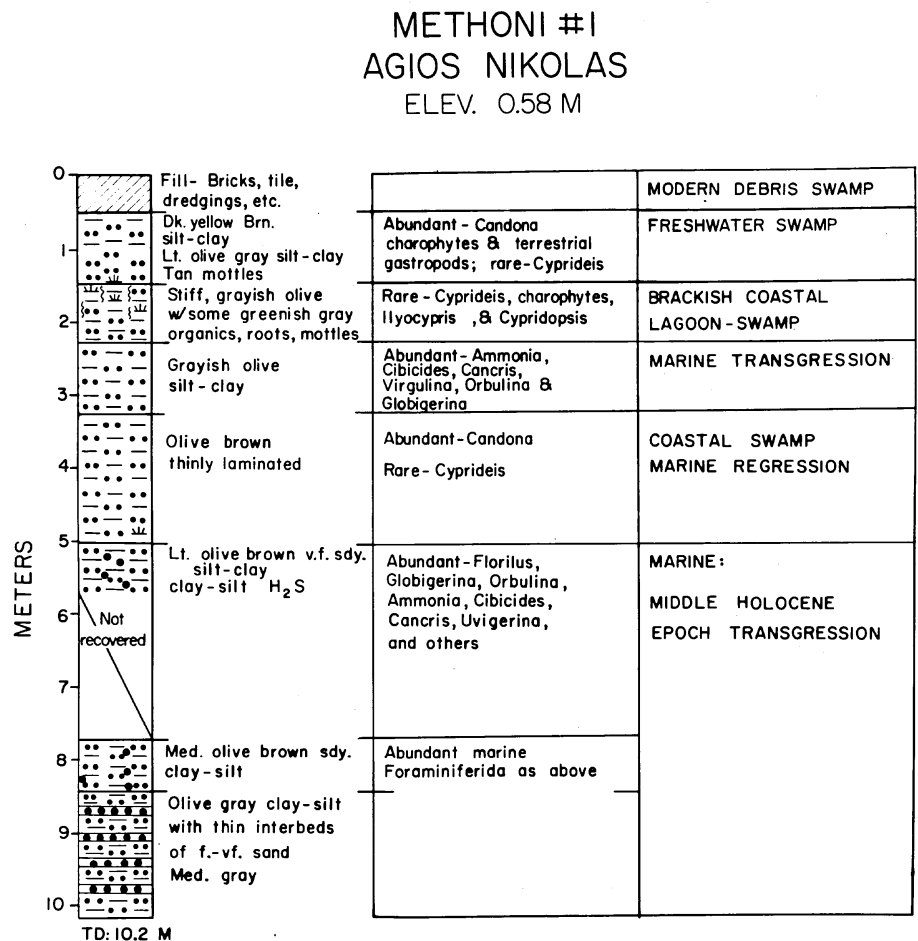 METHONI #1
AGIOS NIKOLAS
ELEV. 0.58 M
METERS
0
1
2
3
4
5
6
7
8
9
10
Fill- Bricks, tile,
dredgings, etc.
MODERN DEBRIS SWAMP
Dk. yellow Brn.
silt-clay
Lt. olive gray silt-clay
Tan mottles
Abundant - Candona
charophytes & terrestrial
gastropods; rare-Cyprideis
FRESHWATER SWAMP
Stiff, grayish olive
w/some greenish gray
organics, roots, mottles
Rare - Cyprideis, charophytes,
Ilyocypris , & Cypridopsis
BRACKISH COASTAL
LAGOON-SWAMP
Grayish olive
silt-clay
Abundant-Ammonia,
Cibicides, Cancris,
Virgulina, Orbulina &
Globigerina
MARINE TRANSGRESSION
Olive brown
thinly laminated
Abundant-Candona
Rare- Cyprideis
COASTAL SWAMP
MARINE REGRESSION
Lt. olive brown v.f. sdy.
silt-clay
clay-silt H₂S
Not
recovered
Abundant-Florilus,
Globigerina, Orbulina,
Ammonia, Cibicides,
Cancris, Uvigerina,
and others
MARINE:
MIDDLE HOLOCENE
EPOCH TRANSGRESSION
Med. olive brown sdy.
clay-silt
Abundant marine
Foraminiferida as above
Olive gray clay-silt
with thin interbeds
of f.-vf. sand
Med. gray
TD: 10.2 M